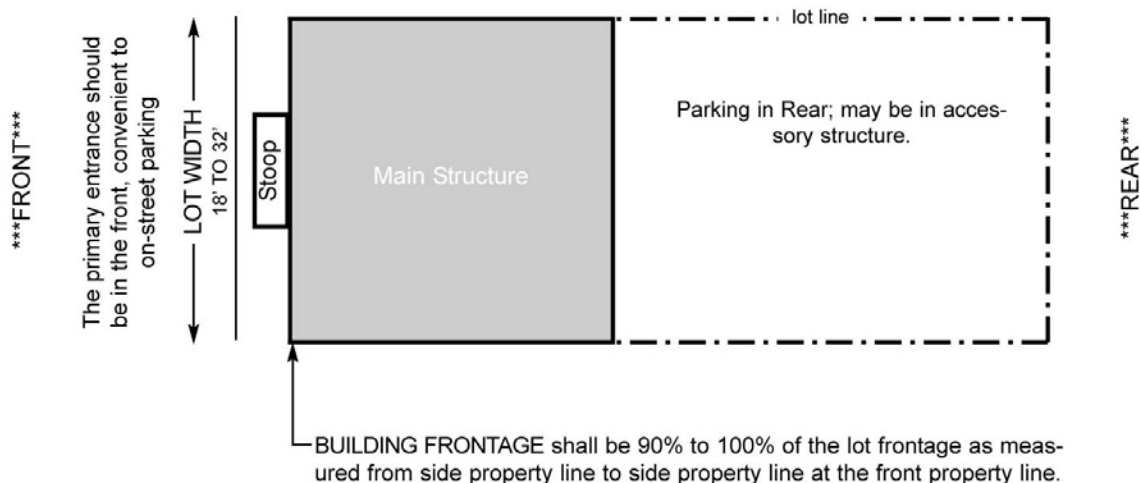 ***FRONT***
The primary entrance should
be in the front, convenient to
on-street parking
LOT WIDTH
18' TO 32'
Stoop
Main Structure
lot line
Parking in Rear; may be in acces-
sory structure.
***REAR***
BUILDING FRONTAGE shall be 90% to 100% of the lot frontage as meas-
ured from side property line to side property line at the front property line.